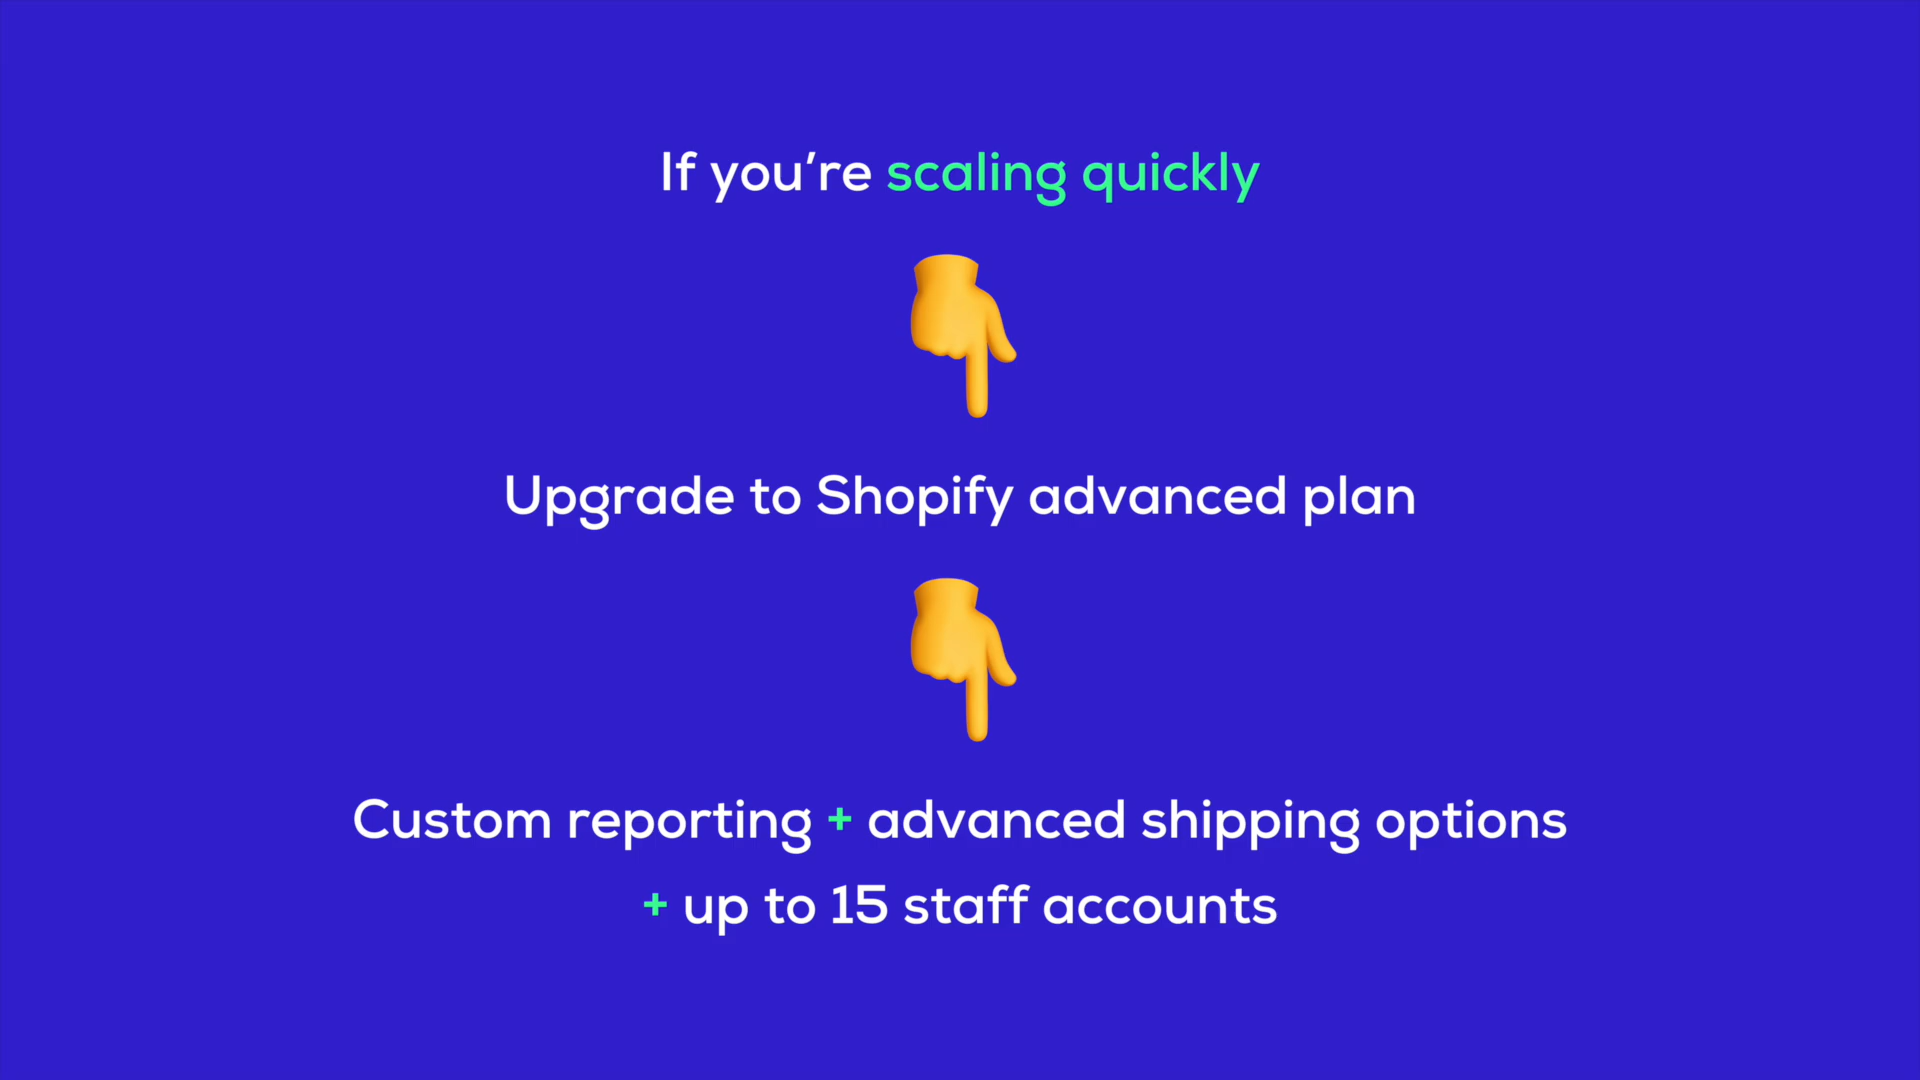 If you’re scaling quickly
Upgrade to Shopify advanced plan
Custom reporting + advanced shipping options
+ up to 15 staff accounts